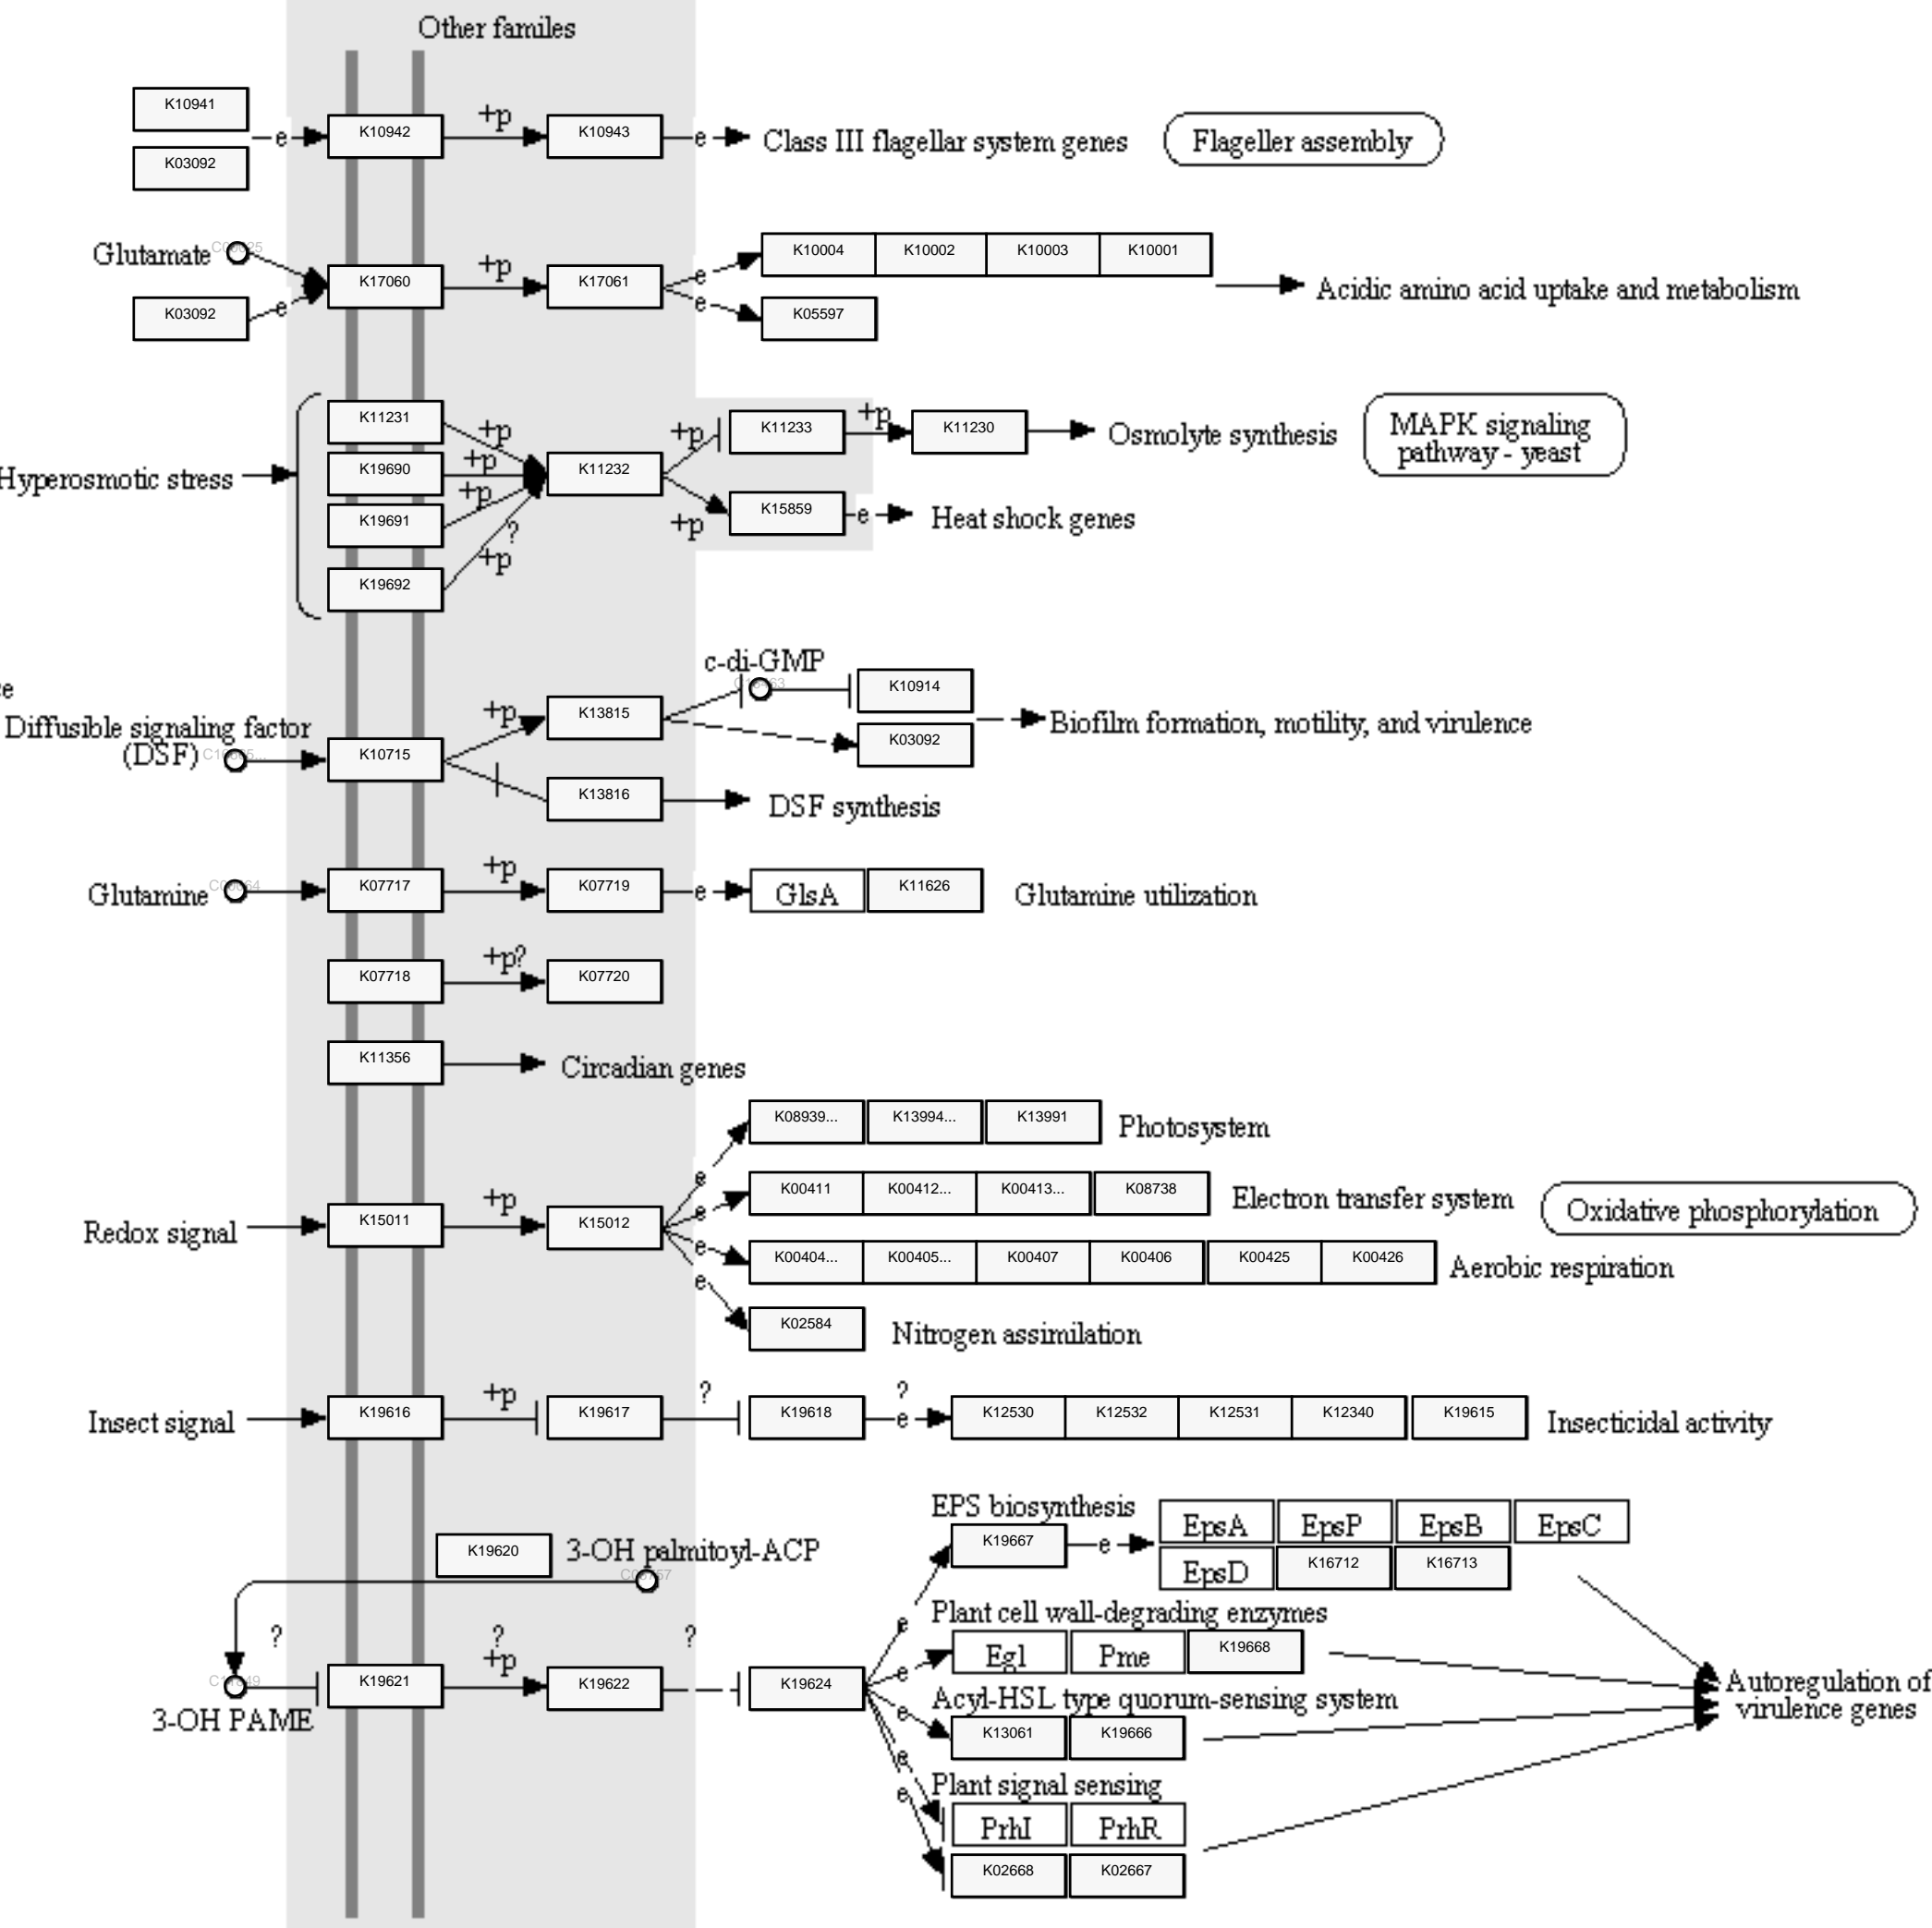 Other familes
K10941
K03092
e
K10942
+p
K10943
e
Class III flagellar system genes
Flageller assembly
Glutamate
K03092
e
K17060
+p
K17061
e
e
K10004 K10002 K10003 K10001
K05597
Acidic amino acid uptake and metabolism
Hyperosmotic stress
K11231
K19690
K19691
K19692
+p
+p
+p
?
+p
K11232
+p
+p
K11233
+p
K11230
Osmolyte synthesis
MAPK signaling
pathway - yeast
K15859
e
Heat shock genes
Diffusible signaling factor
(DSF)
K10715
+p
K13815
K13816
c-di-GMP
K10914
K03092
Biofilm formation, motility, and virulence
DSF synthesis
Glutamine
K07717
+p
K07719
e
GlsA K11626
Glutamine utilization
K07718
+p?
K07720
K11356
Circadian genes
Redox signal
K15011
+p
K15012
e
e
e
e
K08939... K13994... K13991
Photosystem
K00411 K00412... K00413... K08738
Electron transfer system
Oxidative phosphorylation
K00404... K00405... K00407 K00406 K00425 K00426
Aerobic respiration
K02584
Nitrogen assimilation
Insect signal
K19616
+p
K19617
?
K19618
?
e
K12530 K12532 K12531 K12340 K19615
Insecticidal activity
K19620
3-OH palmitoyl-ACP
?
3-OH PAME
K19621
?
+p
K19622
?
K19624
e
e
e
e
e
EPS biosynthesis
K19667
e
EpsA EpsP EpsB EpsC
EpsD K16712 K16713
Plant cell wall-degrading enzymes
Egl Pme K19668
Acyl-HSL type quorum-sensing system
K13061 K19666
Plant signal sensing
PrhI PrhR
K02668 K02667
Autoregulation of
virulence genes